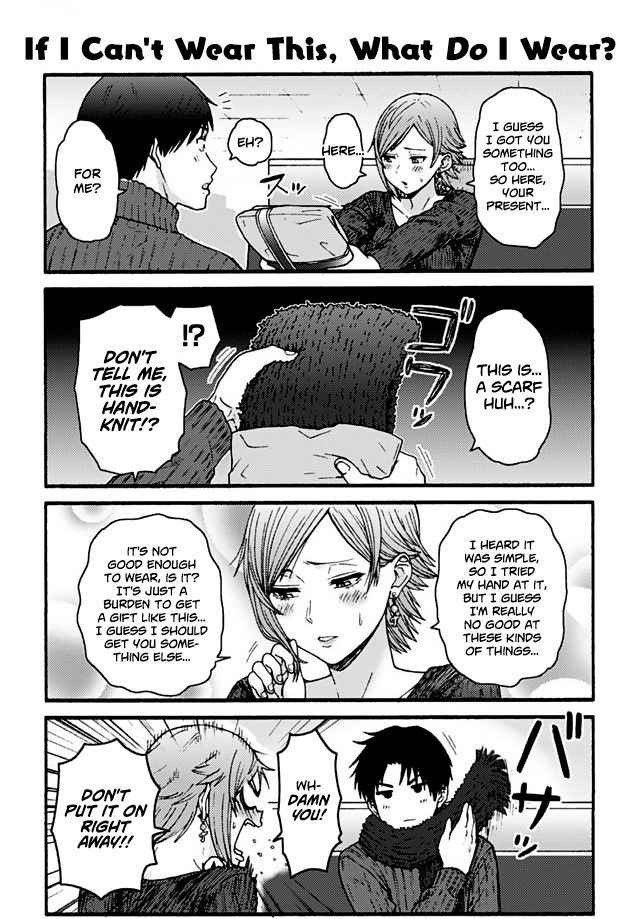 If I Can't Wear This, What Do I Wear?
I GUESS
I GOT YOU
SOMETHING
TOO...
SO HERE,
YOUR
PRESENT...
HERE...
EH?
FOR
ME?
スッ
THIS IS...
A SCARF
HUH...?
ゴソ
!?
DON'T
TELL ME,
THIS IS
HAND-
KNIT!?
I HEARD IT
WAS SIMPLE,
SO I TRIED
MY HAND AT IT,
BUT I GUESS
I'M REALLY
NO GOOD AT
THESE KINDS
OF THINGS...
IT'S NOT
GOOD ENOUGH
TO WEAR, IS IT?
IT'S JUST A
BURDEN TO GET
A GIFT LIKE THIS...
I GUESS I SHOULD
GET YOU SOME-
THING ELSE...
バサッ
WH-
DAMN
YOU!
DON'T
PUT IT ON
RIGHT
AWAY!!